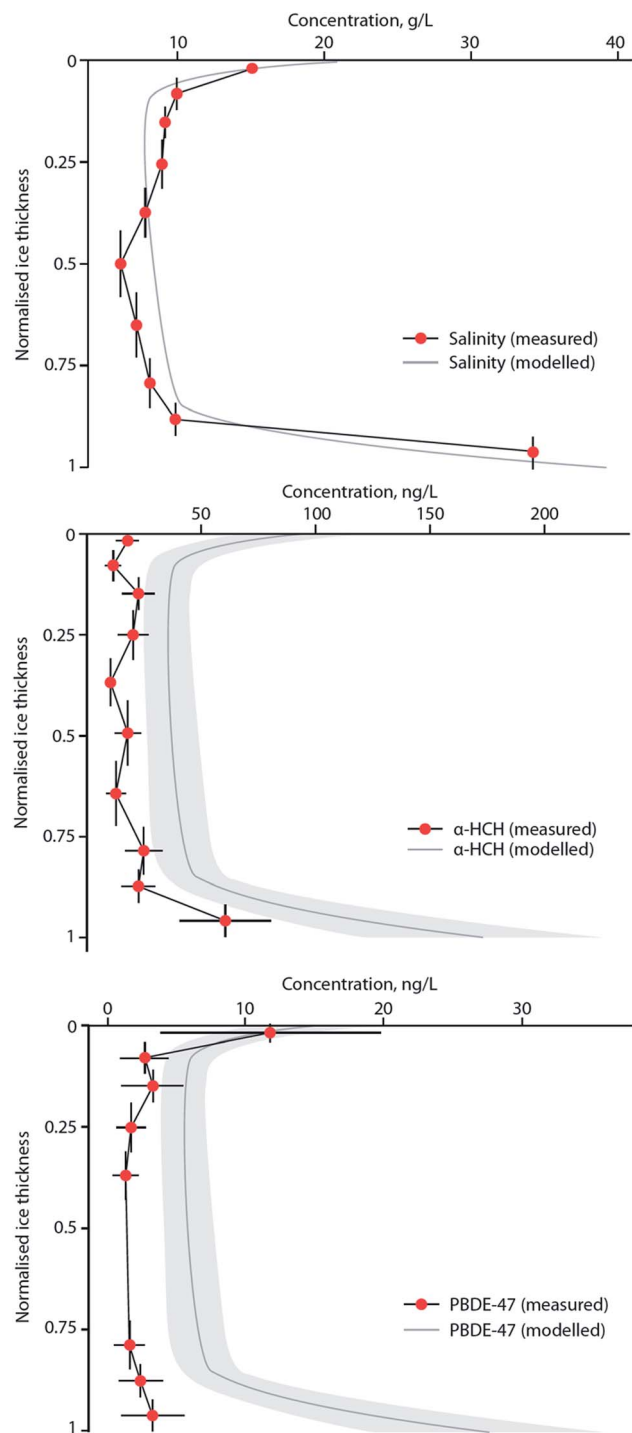 Concentration, g/L
10 20 30 40
0
0.25
0.5
0.75
1
Normalised ice thickness
Salinity (measured)
Salinity (modelled)
Concentration, ng/L
50 100 150 200
0
0.25
0.5
0.75
1
Normalised ice thickness
α-HCH (measured)
α-HCH (modelled)
Concentration, ng/L
0 10 20 30
0
0.25
0.5
0.75
1
Normalised ice thickness
PBDE-47 (measured)
PBDE-47 (modelled)